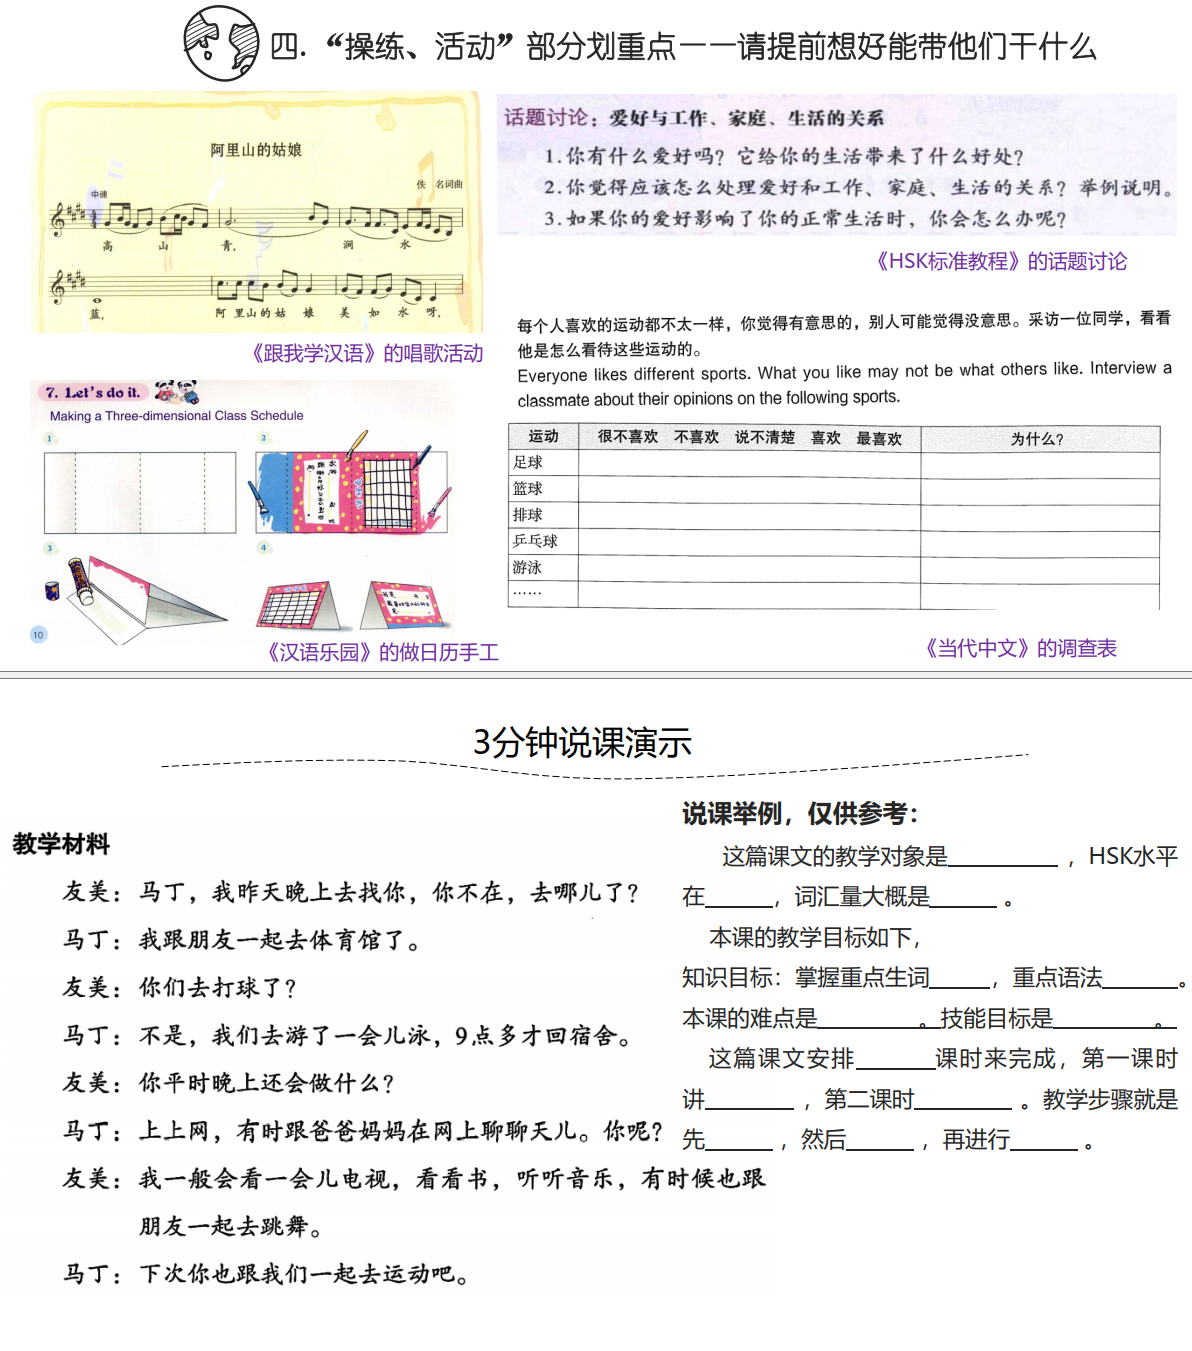 四.“操练、活动”部分划重点——请提前想好能带他们干什么
阿里山的姑娘
佚 名词曲
中速
高 山 青, 涧 水
蓝, 阿里山的姑 娘 美 如 水 呀,
《跟我学汉语》的唱歌活动
话题讨论：爱好与工作、家庭、生活的关系
1.你有什么爱好吗？它给你的生活带来了什么好处？
2.你觉得应该怎么处理爱好和工作、家庭、生活的关系？举例说明。
3.如果你的爱好影响了你的正常生活时，你会怎么办呢？
《HSK标准教程》的话题讨论
7. Let's do it.
Making a Three-dimensional Class Schedule
1
2
3
4
10
《汉语乐园》的做日历手工
每个人喜欢的运动都不太一样，你觉得有意思的，别人可能觉得没意思。采访一位同学，看看
他是怎么看待这些运动的。
Everyone likes different sports. What you like may not be what others like. Interview a
classmate about their opinions on the following sports.
运动 很不喜欢 不喜欢 说不清楚 喜欢 最喜欢 为什么？
足球
篮球
排球
乒乓球
游泳
……
《当代中文》的调查表
3分钟说课演示
教学材料
友美：马丁，我昨天晚上去找你，你不在，去哪儿了？
马丁：我跟朋友一起去体育馆了。
友美：你们去打球了？
马丁：不是，我们去游了一会儿泳，9点多才回宿舍。
友美：你平时晚上还会做什么？
马丁：上上网，有时跟爸爸妈妈在网上聊聊天儿。你呢？
友美：我一般会看一会儿电视，看看书，听听音乐，有时候也跟
朋友一起去跳舞。
马丁：下次你也跟我们一起去运动吧。
说课举例，仅供参考：
这篇课文的教学对象是__________，HSK水平
在______，词汇量大概是______。
本课的教学目标如下，
知识目标：掌握重点生词_____，重点语法_______。
本课的难点是_________。技能目标是_________。
这篇课文安排_______课时来完成，第一课时
讲________，第二课时_________。教学步骤就是
先______，然后______，再进行______。